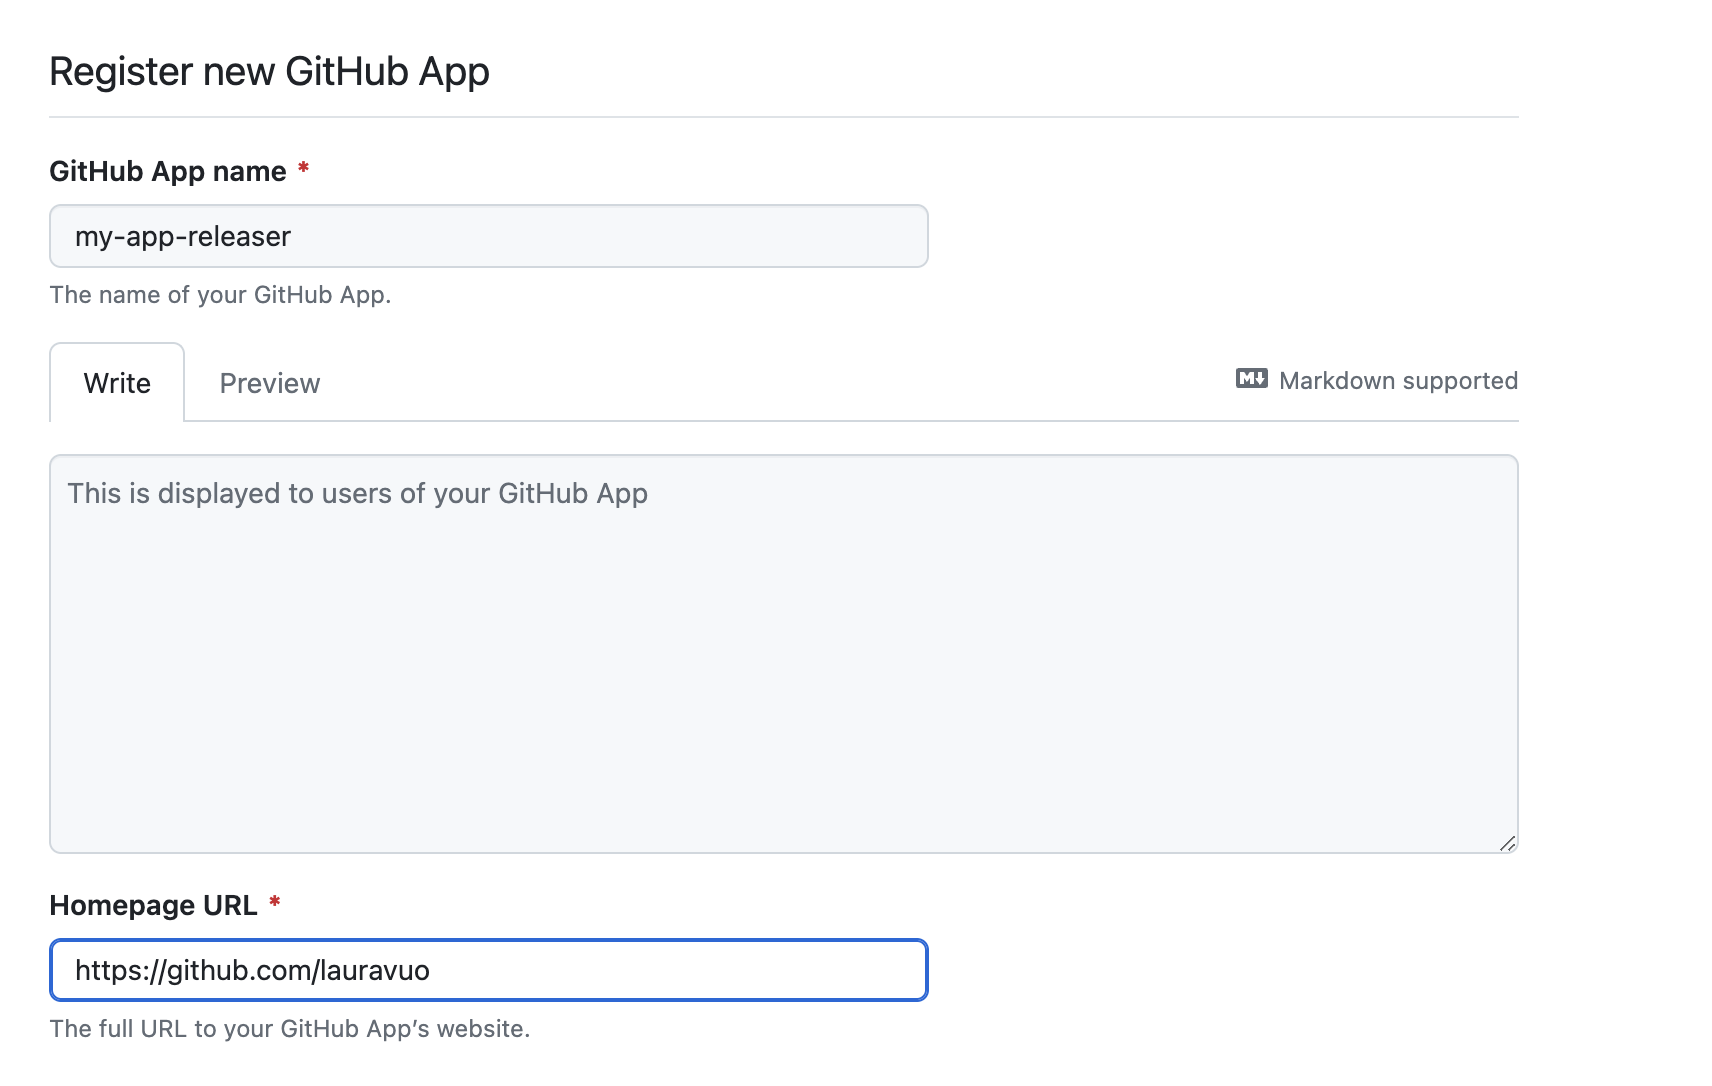 Register new GitHub App
GitHub App name *
my-app-releaser
The name of your GitHub App.
Write Preview Markdown supported
This is displayed to users of your GitHub App
Homepage URL *
https://github.com/lauravuo
The full URL to your GitHub App’s website.